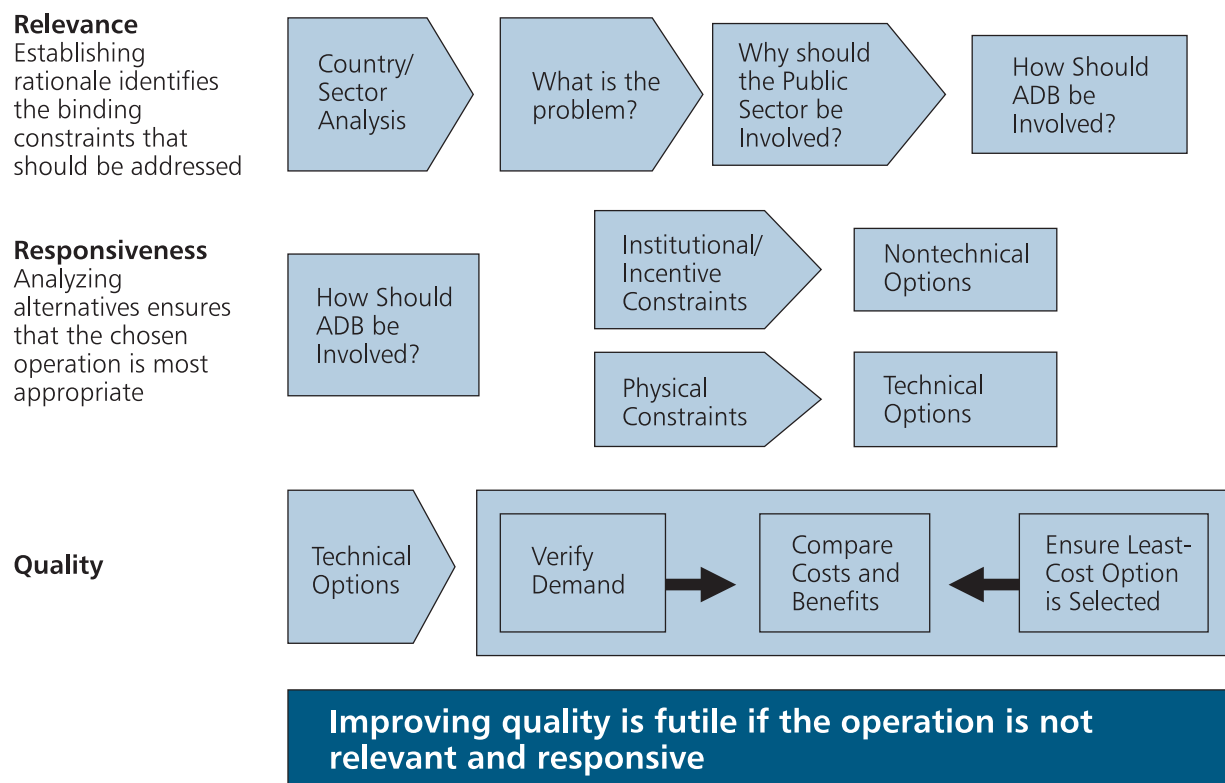 Relevance
Establishing
rationale identifies
the binding
constraints that
should be addressed
Country/
Sector
Analysis
What is the
problem?
Why should
the Public
Sector be
Involved?
How Should
ADB be
Involved?
Responsiveness
Analyzing
alternatives ensures
that the chosen
operation is most
appropriate
How Should
ADB be
Involved?
Institutional/
Incentive
Constraints
Nontechnical
Options
Physical
Constraints
Technical
Options
Quality
Technical
Options
Verify
Demand
Compare
Costs and
Benefits
Ensure Least-
Cost Option
is Selected
Improving quality is futile if the operation is not
relevant and responsive